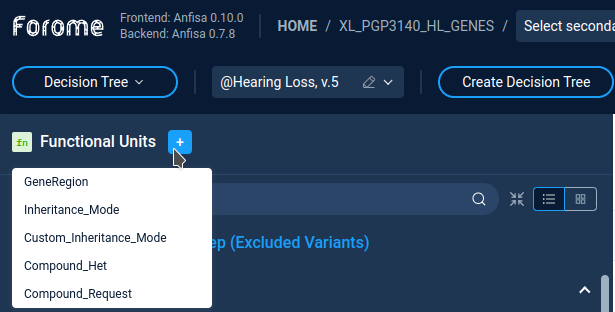 Forome
Frontend: Anfisa 0.10.0
Backend: Anfisa 0.7.8
HOME / XL_PGP3140_HL_GENES /
Select seconda
Decision Tree
@Hearing Loss, v.5
Create Decision Tree
fn Functional Units +
GeneRegion
Inheritance_Mode
Custom_Inheritance_Mode
ep (Excluded Variants)
Compound_Het
Compound_Request